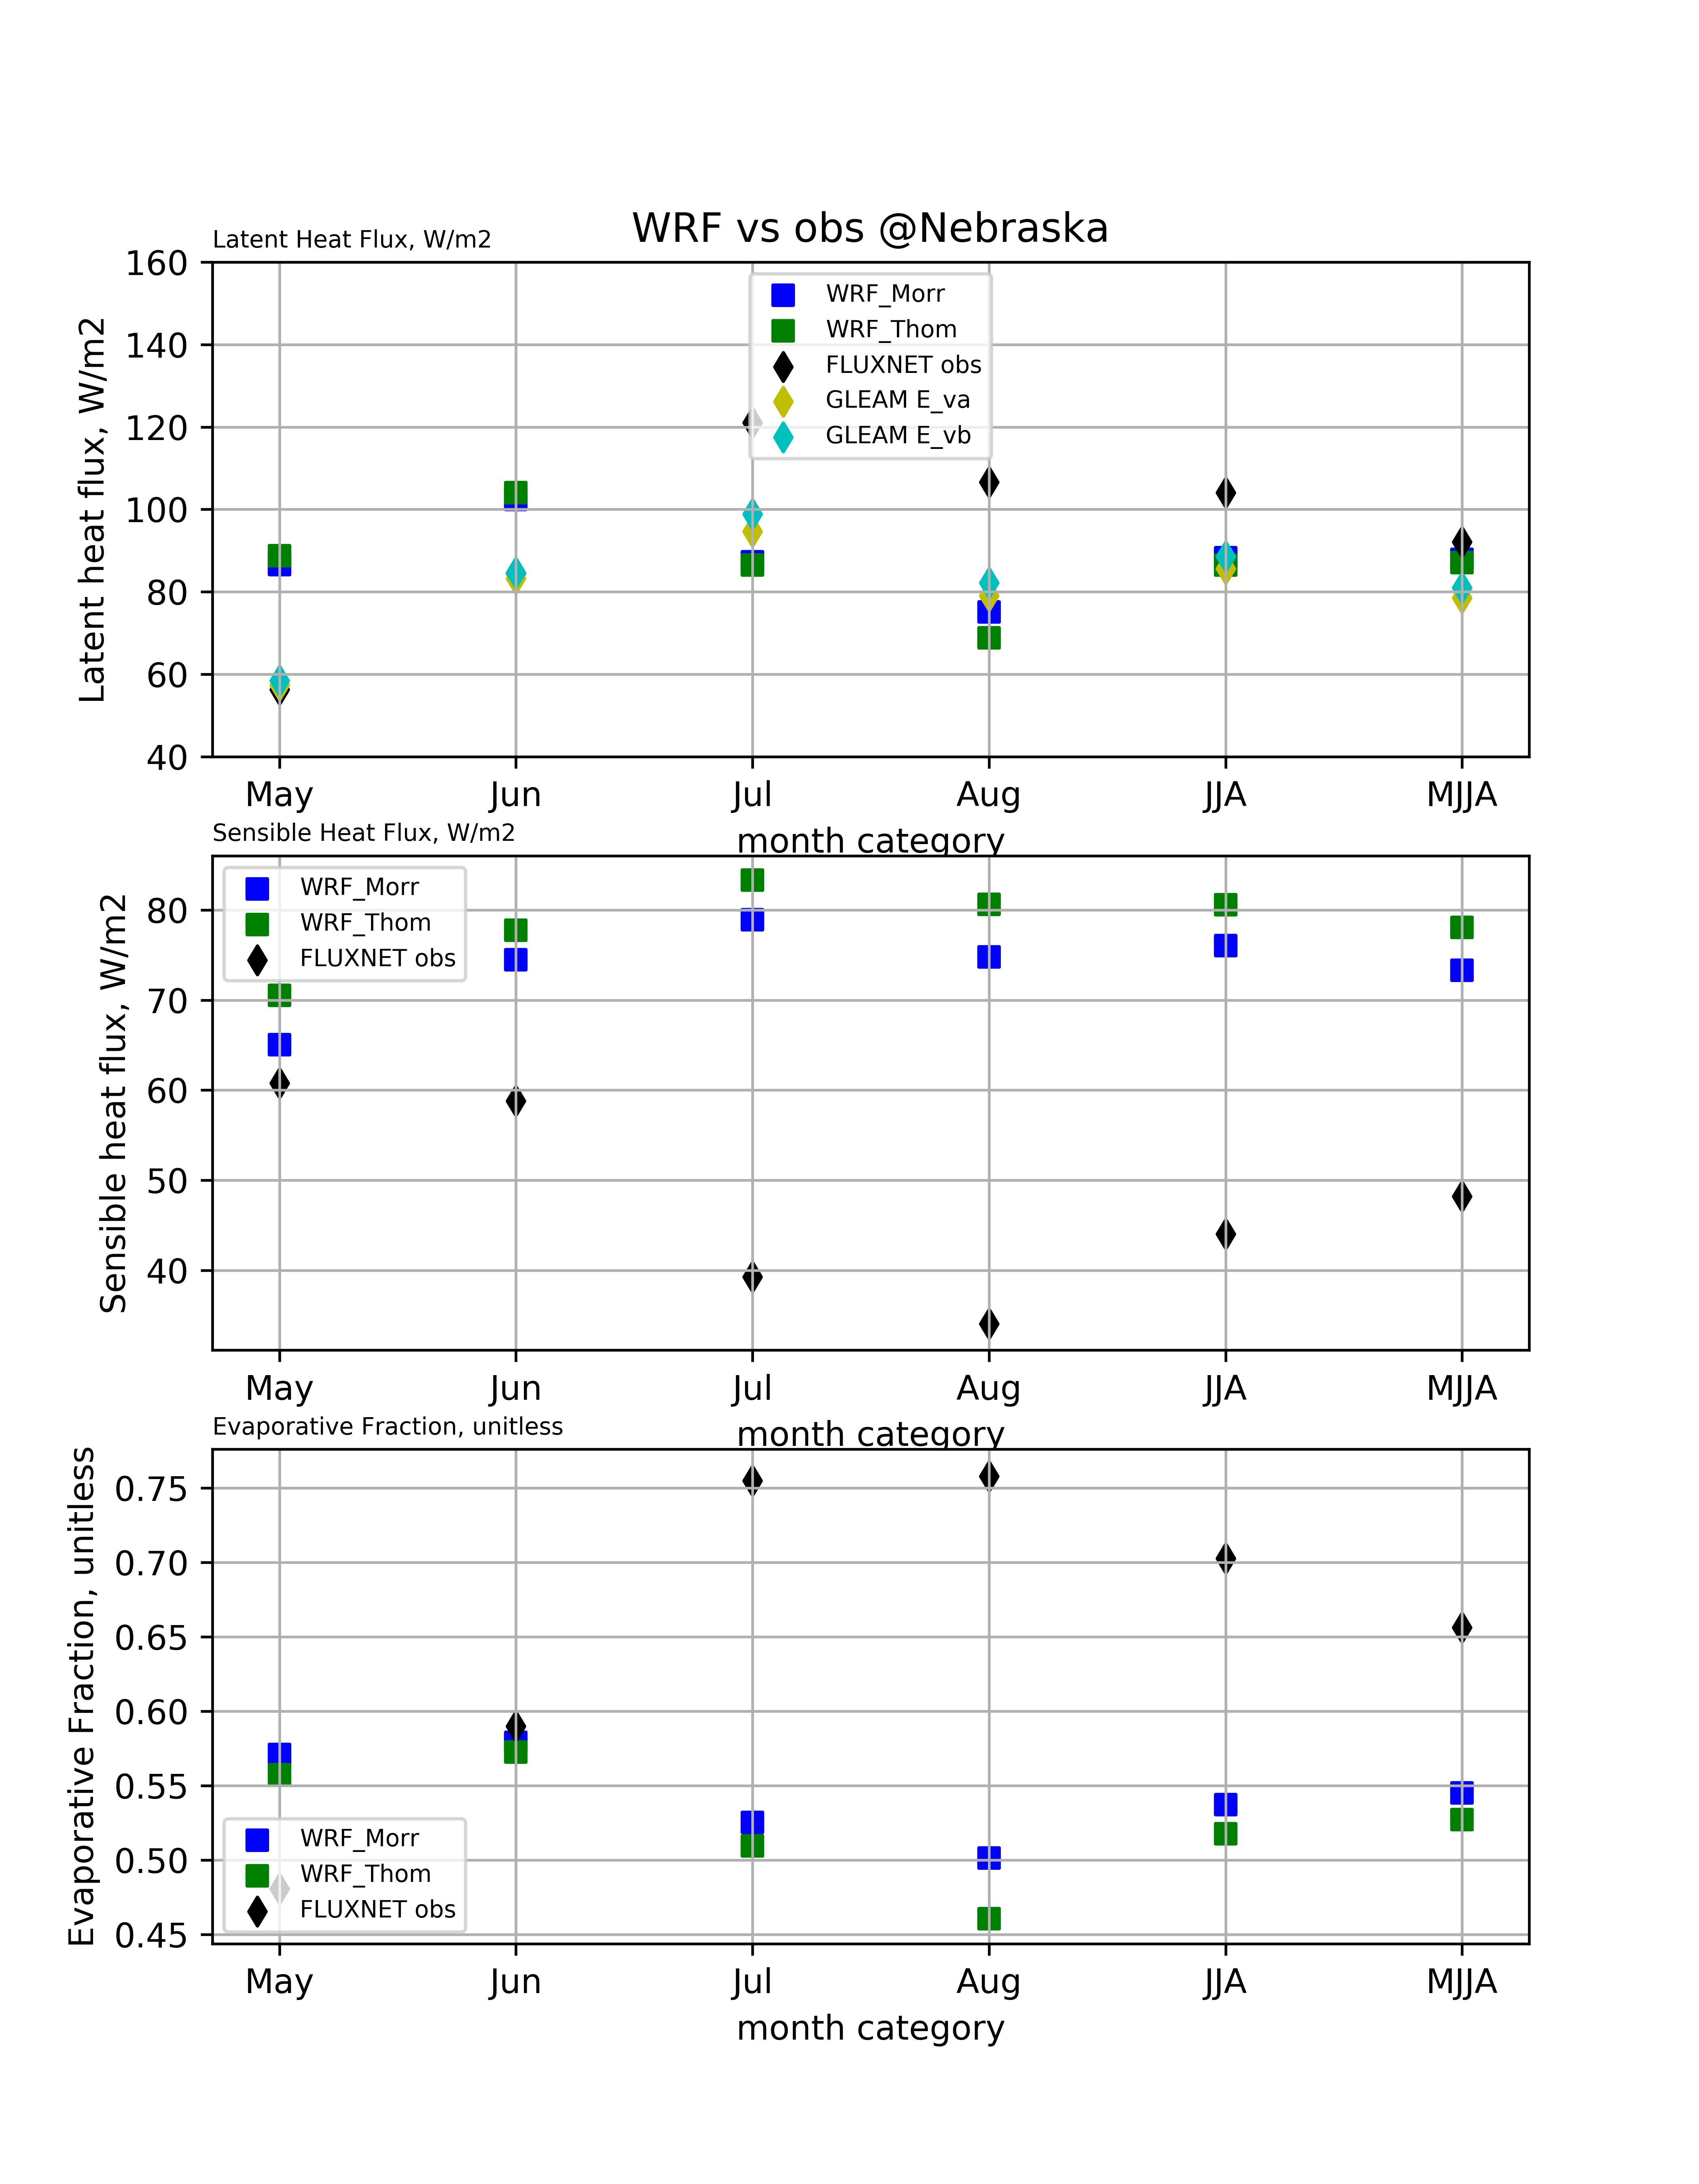 WRF vs obs @Nebraska
Latent Heat Flux, W/m2
Latent heat flux, W/m2
160
140
120
100
80
60
40
WRF_Morr
WRF_Thom
FLUXNET obs
GLEAM E_va
GLEAM E_vb
May Jun Jul Aug JJA MJJA
month category
Sensible Heat Flux, W/m2
Sensible heat flux, W/m2
80
70
60
50
40
WRF_Morr
WRF_Thom
FLUXNET obs
May Jun Jul Aug JJA MJJA
month category
Evaporative Fraction, unitless
Evaporative Fraction, unitless
0.75
0.70
0.65
0.60
0.55
0.50
0.45
WRF_Morr
WRF_Thom
FLUXNET obs
May Jun Jul Aug JJA MJJA
month category